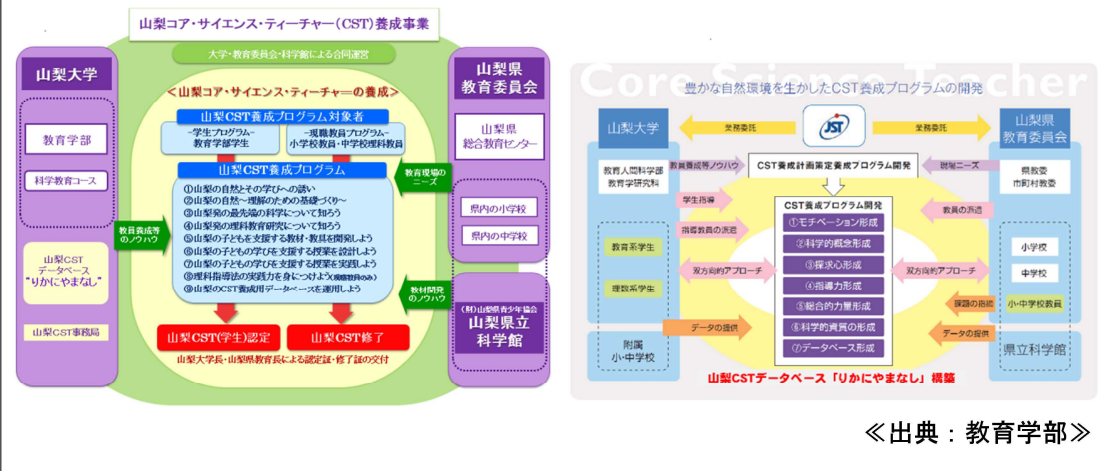 山梨コア・サイエンス・ティーチャー(CST)養成事業
大学・教育委員会・科学館による合同運営
山梨大学
教育学部
科学教育コース
山梨CST
データベース
“りかにやまなし”
山梨CST事務局
<山梨コア・サイエンス・ティーチャーの養成>
山梨CST養成プログラム対象者
-学生プログラム-
教育学部学生
-現職教員プログラム-
小学校教員・中学校理科教員
山梨CST養成プログラム
①山梨の自然とその学びへの誘い
②山梨の自然~理解のための基礎づくり~
③山梨発の最先端の科学について知ろう
④山梨発の理科教育研究について知ろう
⑤山梨の子どもを支援する教材・教具を開発しよう
⑥山梨の子どもの学びを支援する授業を設計しよう
⑦山梨の子どもの学びを支援する授業を実践しよう
⑧理科指導法の実践力を身につけよう(現職教員のみ)
⑨山梨のCST養成用データベースを運用しよう
教員養成等
のノウハウ
教育現場の
ニーズ
教材開発の
のノウハウ
山梨CST(学生)認定
山梨CST修了
山梨大学長・山梨県教育長による認定証・修了証の交付
山梨県
教育委員会
山梨県
総合教育センター
県内の小学校
県内の中学校
(財)山梨県青少年協会
山梨県立
科学館
Core Science Teacher
豊かな自然環境を生かしたCST養成プログラムの開発
山梨大学
業務委託
JST
業務委託
山梨県
教育委員会
教育人間科学部
教育学研究科
教員養成等ノウハウ
CST養成計画策定養成プログラム開発
現場ニーズ
県教委
市町村教委
学生指導
指導教員の派遣
教員の派遣
CST養成プログラム開発
①モチベーション形成
②科学的概念形成
③探求心形成
④指導力形成
⑤総合的力量形成
⑥科学的資質の形成
⑦データベース形成
教育系学生
理数系学生
双方向的アプローチ
双方向的アプローチ
小学校
中学校
小・中学校教員
課題の指摘
データの提供
データの提供
附属
小・中学校
県立科学館
山梨CSTデータベース「りかにやまなし」構築
≪出典：教育学部≫